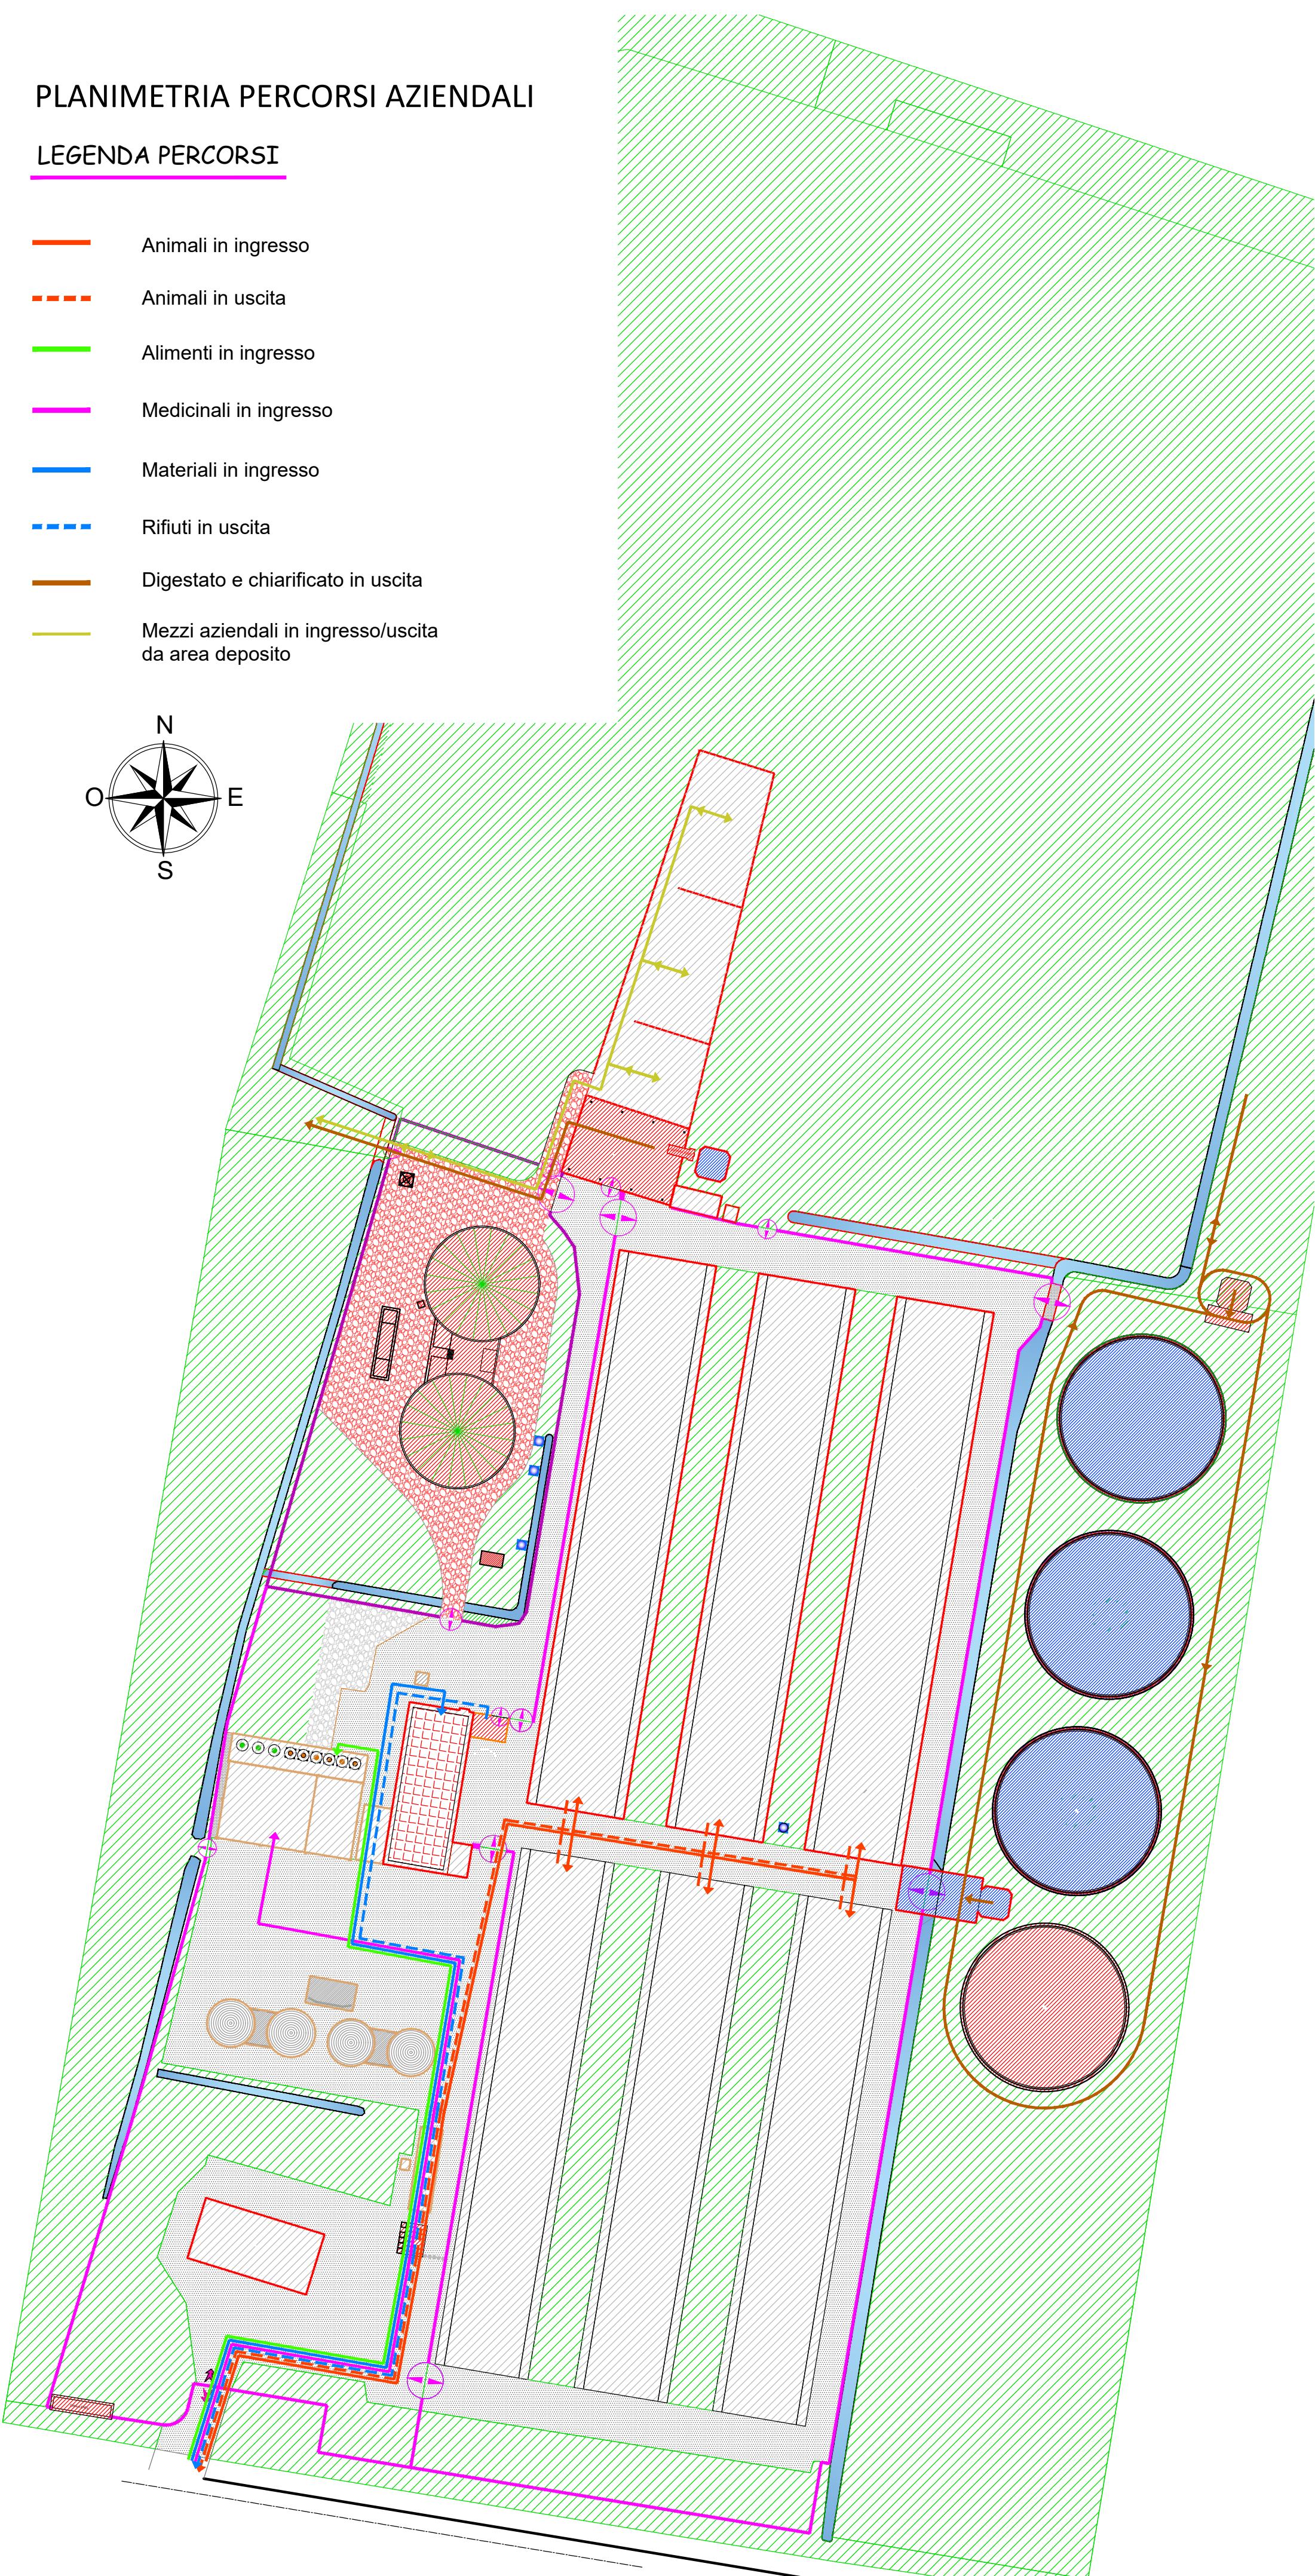 PLANIMETRIA PERCORSI AZIENDALI
LEGENDA PERCORSI
Animali in ingresso
Animali in uscita
Alimenti in ingresso
Medicinali in ingresso
Materiali in ingresso
Rifiuti in uscita
Digestato e chiarificato in uscita
Mezzi aziendali in ingresso/uscita
da area deposito
N
O
E
S